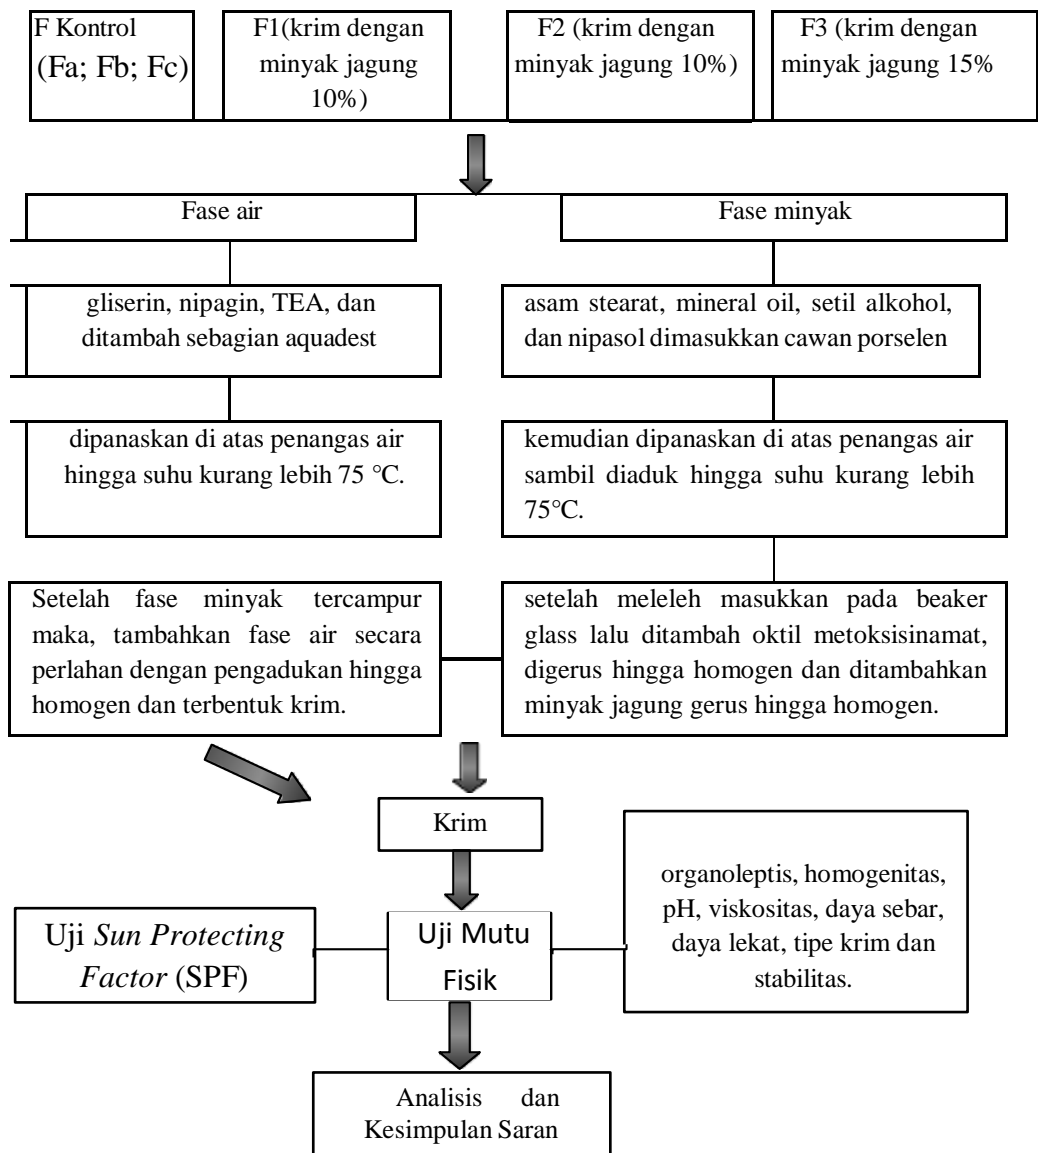 F Kontrol
(Fa; Fb; Fc)
F1(krim dengan
minyak jagung
10%)
F2 (krim dengan
minyak jagung 10%)
F3 (krim dengan
minyak jagung 15%
Fase air
Fase minyak
gliserin, nipagin, TEA, dan
ditambah sebagian aquadest
asam stearat, mineral oil, setil alkohol,
dan nipasol dimasukkan cawan porselen
dipanaskan di atas penangas air
hingga suhu kurang lebih 75 °C.
kemudian dipanaskan di atas penangas air
sambil diaduk hingga suhu kurang lebih
75°C.
Setelah fase minyak tercampur
maka, tambahkan fase air secara
perlahan dengan pengadukan hingga
homogen dan terbentuk krim.
setelah meleleh masukkan pada beaker
glass lalu ditambah oktil metoksisinamat,
digerus hingga homogen dan ditambahkan
minyak jagung gerus hingga homogen.
Krim
Uji Sun Protecting
Factor (SPF)
Uji Mutu
Fisik
organoleptis, homogenitas,
pH, viskositas, daya sebar,
daya lekat, tipe krim dan
stabilitas.
Analisis dan
Kesimpulan Saran